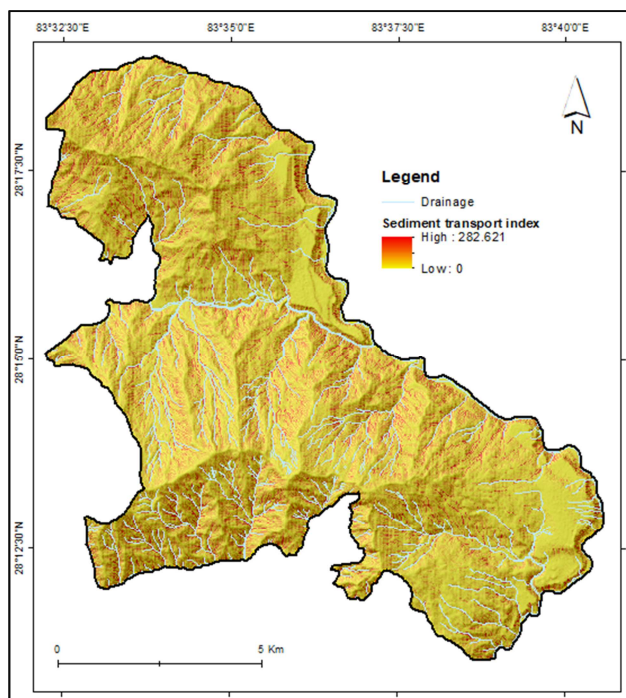 83°32'30"E 83°35'0"E 83°37'30"E 83°40'0"E
28°17'30"N
28°15'0"N
28°12'30"N
N
Legend
Drainage
Sediment transport index
High : 282.621
Low: 0
0 5 Km